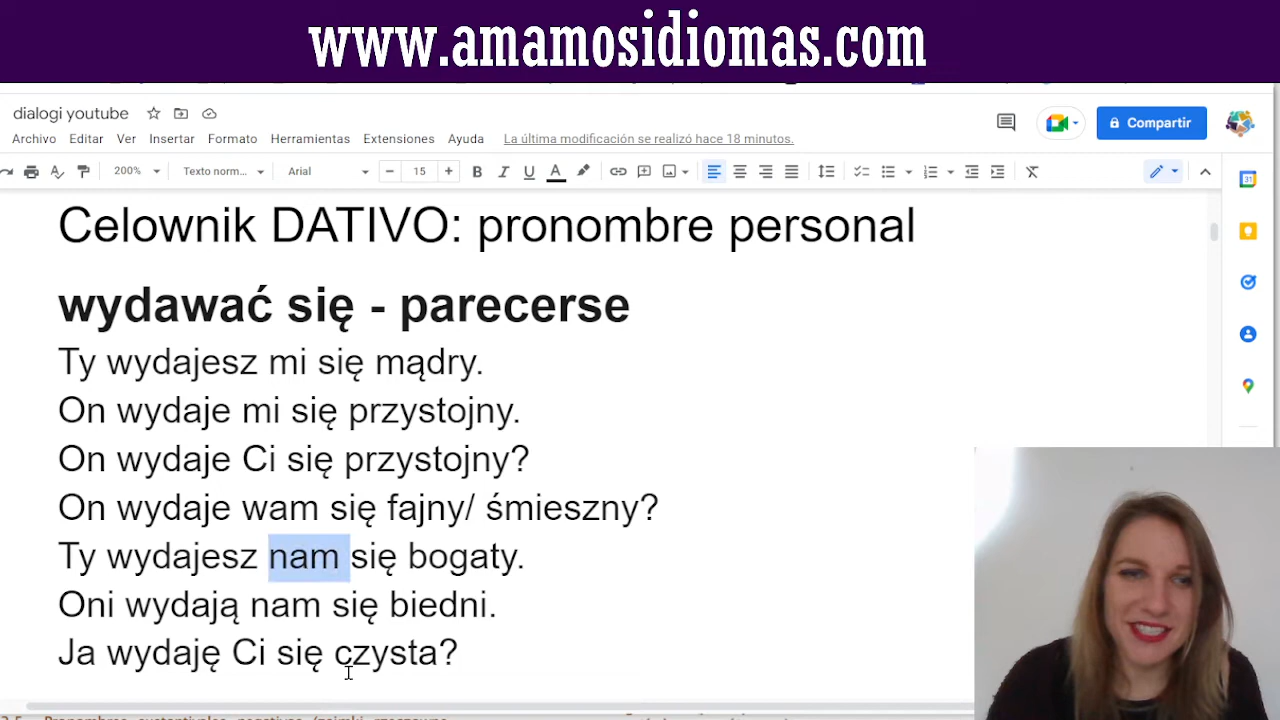 www.amamosidiomas.com
dialogi youtube
Compartir
Archivo Editar Ver Insertar Formato Herramientas Extensiones Ayuda La última modificación se realizó hace 18 minutos.
200% Texto norm... Arial 15 B I U A
31
Celownik DATIVO: pronombre personal
wydawać się - parecerse
Ty wydajesz mi się mądry.
On wydaje mi się przystojny.
On wydaje Ci się przystojny?
On wydaje wam się fajny/ śmieszny?
Ty wydajesz nam się bogaty.
Oni wydają nam się biedni.
Ja wydaję Ci się czysta?